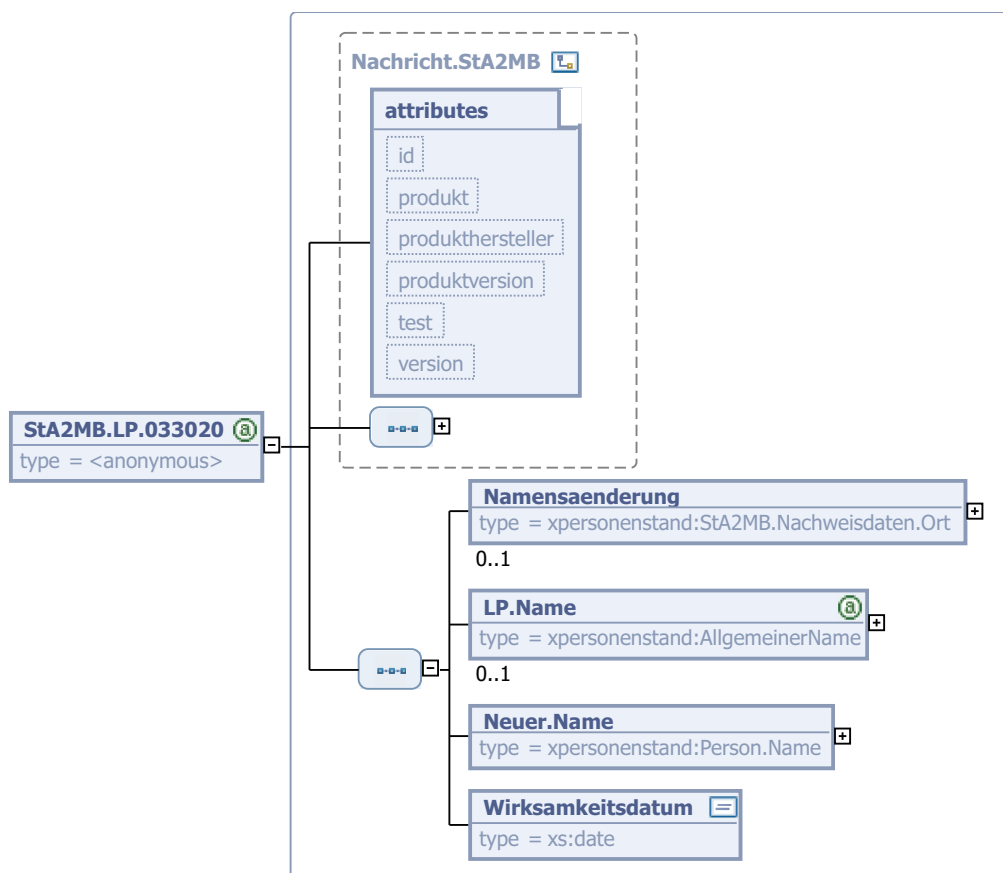 Nachricht.StA2MB
attributes
id
produkt
produkthersteller
produktversion
test
version
StA2MB.LP.033020
type = <anonymous>
Namensaenderung
type = xpersonenstand:StA2MB.Nachweisdaten.Ort
0..1
LP.Name
type = xpersonenstand:AllgemeinerName
0..1
Neuer.Name
type = xpersonenstand:Person.Name
Wirksamkeitsdatum
type = xs:date